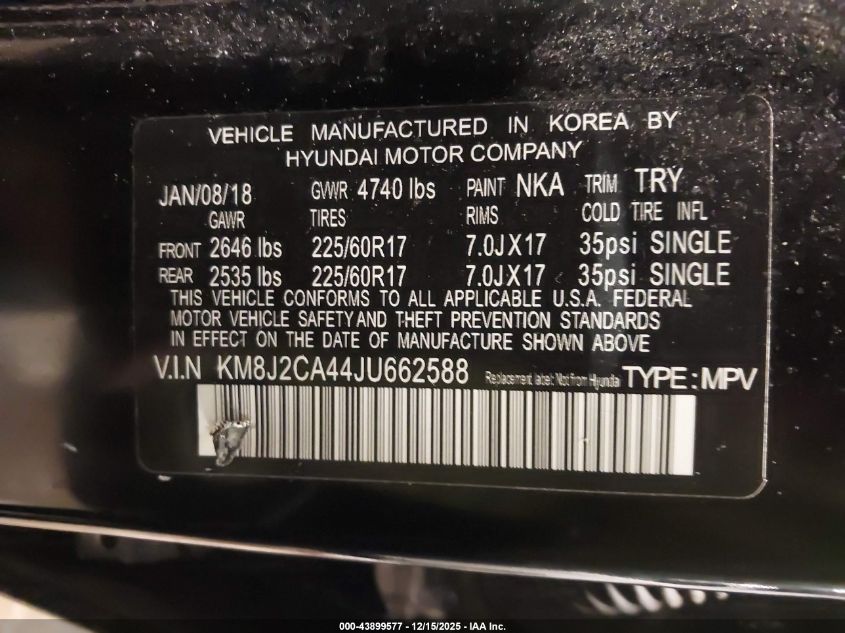 VEHICLE MANUFACTURED IN KOREA BY
HYUNDAI MOTOR COMPANY
JAN/08/18 GVWR 4740 lbs PAINT NKA TRIM TRY
GAWR TIRES RIMS COLD TIRE INFL
FRONT 2646 lbs 225/60R17 7.0JX17 35psi SINGLE
REAR 2535 lbs 225/60R17 7.0JX17 35psi SINGLE
THIS VEHICLE CONFORMS TO ALL APPLICABLE U.S.A. FEDERAL
MOTOR VEHICLE SAFETY AND THEFT PREVENTION STANDARDS
IN EFFECT ON THE DATE OF MANUFACTURE SHOWN ABOVE
V.I.N KM8J2CA44JU662588 Replacement label: Not from Hyundai TYPE : MPV
000-43899577 - 12/15/2025 - IAA Inc.